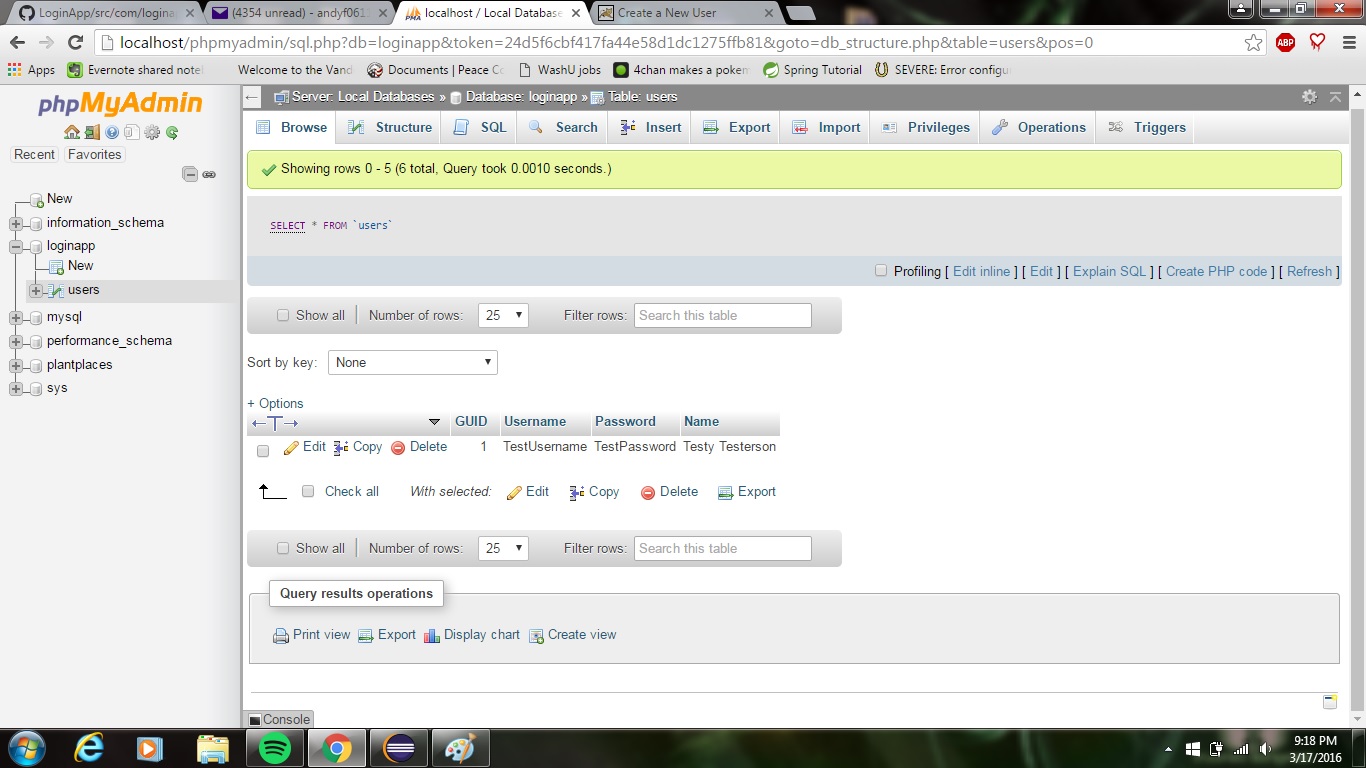 LoginApp/src/com/logina
(4354 unread) - andyf061
localhost / Local Database
Create a New User
localhost/phpmyadmin/sql.php?db=loginapp&token=24d5f6cbf417fa44e58d1dc1275ffb81&goto=db_structure.php&table=users&pos=0
ABP
Apps
Evernote shared note
Welcome to the Vand
Documents | Peace Co
WashU jobs
4chan makes a poke
Spring Tutorial
SEVERE: Error configu
phpMyAdmin
Recent Favorites
New
information_schema
loginapp
New
users
mysql
performance_schema
plantplaces
sys
Server: Local Databases » Database: loginapp » Table: users
Browse Structure SQL Search Insert Export Import Privileges Operations Triggers
Showing rows 0 - 5 (6 total, Query took 0.0010 seconds.)
SELECT * FROM `users`
Profiling [ Edit inline ] [ Edit ] [ Explain SQL ] [ Create PHP code ] [ Refresh ]
Show all Number of rows: 25 Filter rows: Search this table
Sort by key: None
+ Options
←T→ GUID Username Password Name
Edit Copy Delete 1 TestUsername TestPassword Testy Testerson
Check all With selected: Edit Copy Delete Export
Show all Number of rows: 25 Filter rows: Search this table
Query results operations
Print view Export Display chart Create view
Console
9:18 PM
3/17/2016